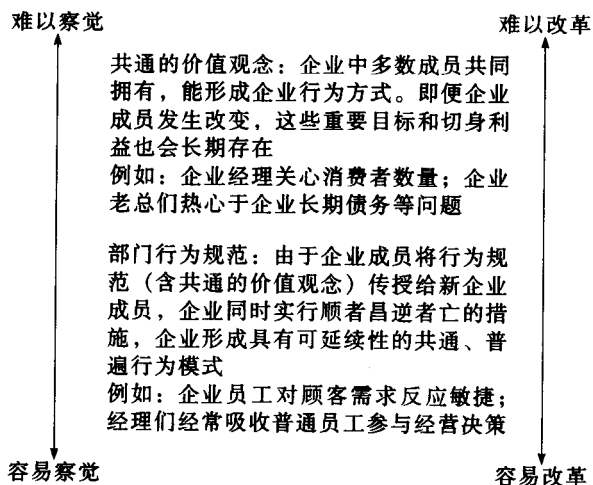 难以察觉
难以改革
共通的价值观念：企业中多数成员共同
拥有，能形成企业行为方式。即便企业
成员发生改变，这些重要目标和切身利
益也会长期存在
例如：企业经理关心消费者数量；企业
老总们热心于企业长期债务等问题
部门行为规范：由于企业成员将行为规
范（含共通的价值观念）传授给新企业
成员，企业同时实行顺者昌逆者亡的措
施，企业形成具有可延续性的共通、普
遍行为模式
例如：企业员工对顾客需求反应敏捷；
经理们经常吸收普通员工参与经营决策
容易察觉
容易改革